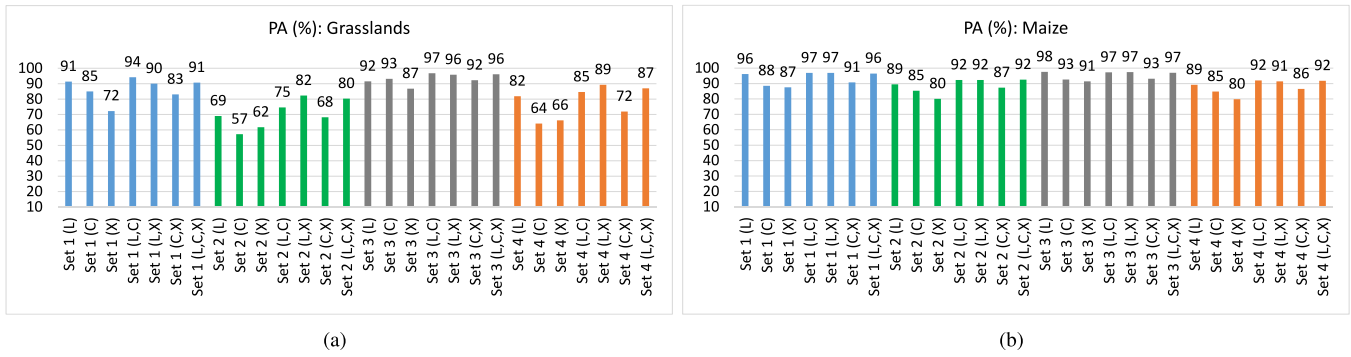 PA (%): Grasslands
100
90
80
70
60
50
40
30
20
10
91
85
72
94
90
83
91
69
57
62
75
82
68
80
92
93
87
97
96
92
96
82
64
66
85
89
72
87
Set 1 (L)
Set 1 (C)
Set 1 (X)
Set 1 (L,C)
Set 1 (L,X)
Set 1 (C,X)
Set 1 (L,C,X)
Set 2 (L)
Set 2 (C)
Set 2 (X)
Set 2 (L,C)
Set 2 (L,X)
Set 2 (C,X)
Set 2 (L,C,X)
Set 3 (L)
Set 3 (C)
Set 3 (X)
Set 3 (L,C)
Set 3 (L,X)
Set 3 (C,X)
Set 3 (L,C,X)
Set 4 (L)
Set 4 (C)
Set 4 (X)
Set 4 (L,C)
Set 4 (L,X)
Set 4 (C,X)
Set 4 (L,C,X)
(a)
PA (%): Maize
100
90
80
70
60
50
40
30
20
10
96
88
87
97
97
91
96
89
85
80
92
92
87
92
98
93
91
97
97
93
97
89
85
80
92
91
86
92
Set 1 (L)
Set 1 (C)
Set 1 (X)
Set 1 (L,C)
Set 1 (L,X)
Set 1 (C,X)
Set 1 (L,C,X)
Set 2 (L)
Set 2 (C)
Set 2 (X)
Set 2 (L,C)
Set 2 (L,X)
Set 2 (C,X)
Set 2 (L,C,X)
Set 3 (L)
Set 3 (C)
Set 3 (X)
Set 3 (L,C)
Set 3 (L,X)
Set 3 (C,X)
Set 3 (L,C,X)
Set 4 (L)
Set 4 (C)
Set 4 (X)
Set 4 (L,C)
Set 4 (L,X)
Set 4 (C,X)
Set 4 (L,C,X)
(b)